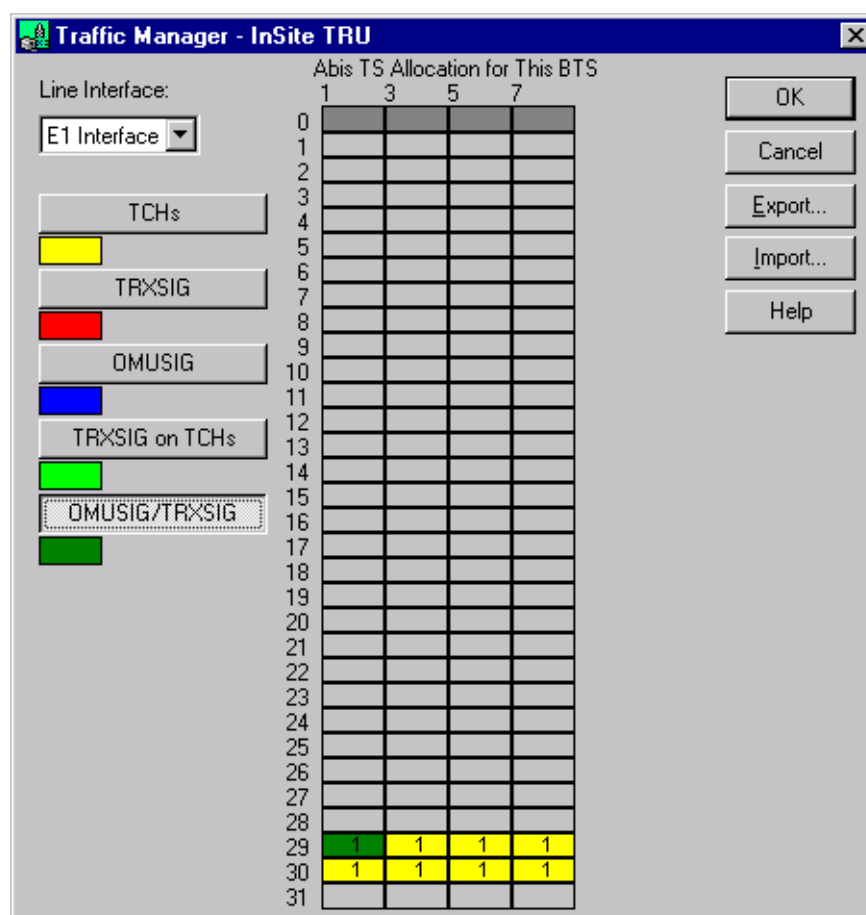 Traffic Manager - InSite TRU
Abis TS Allocation for This BTS
Line Interface:
E1 Interface
TCHs
TRXSIG
OMUSIG
TRXSIG on TCHs
OMUSIG/TRXSIG
1 3 5 7
0
1
2
3
4
5
6
7
8
9
10
11
12
13
14
15
16
17
18
19
20
21
22
23
24
25
26
27
28
29 1 1 1 1
30 1 1 1 1
31
OK
Cancel
Export...
Import...
Help